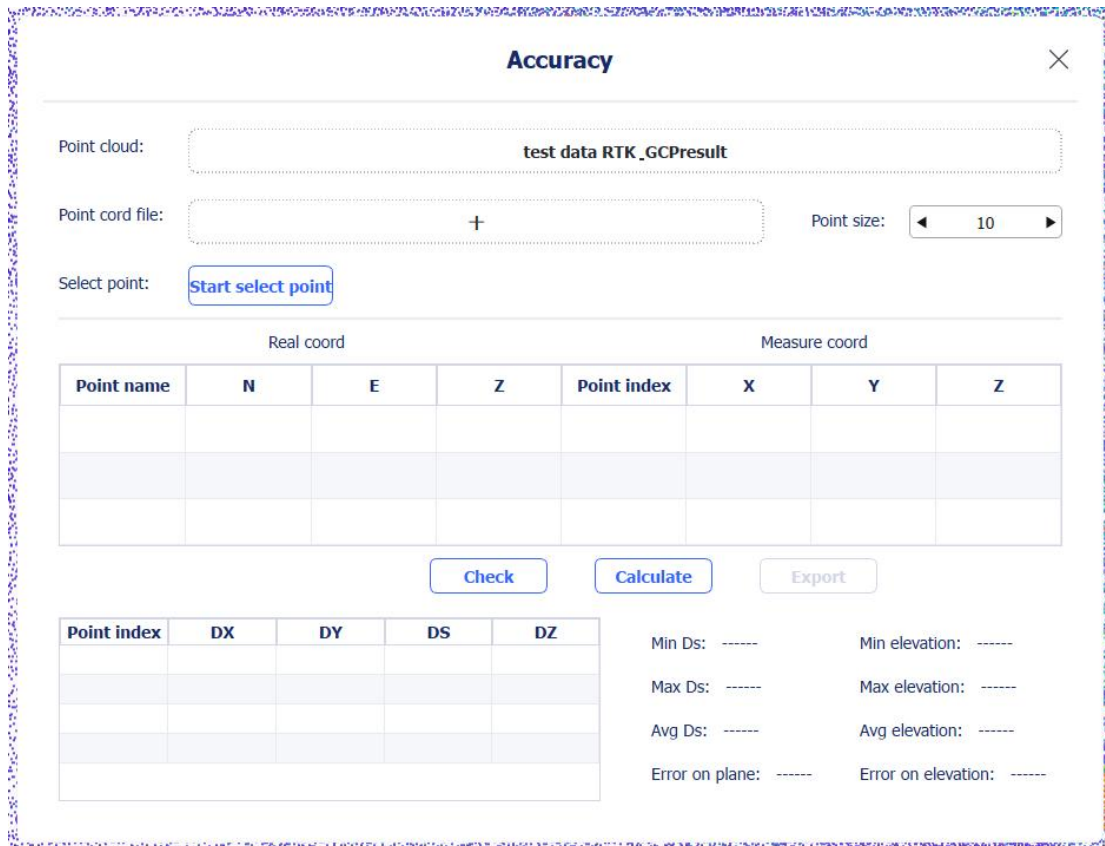 Accuracy
Point cloud: test data RTK_GCPresult
Point cord file: + Point size: 10
Select point: Start select point
Real coord Measure coord
Point name N E Z Point index X Y Z
Check Calculate Export
Point index DX DY DS DZ
Min Ds: ------ Min elevation: ------
Max Ds: ------ Max elevation: ------
Avg Ds: ------ Avg elevation: ------
Error on plane: ------ Error on elevation: ------